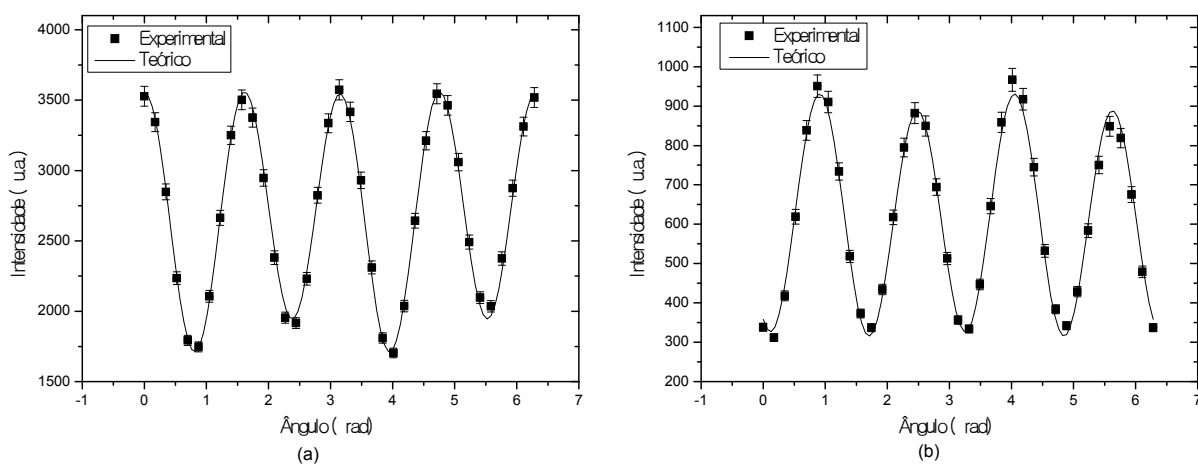 Experimental
Teórico
Intensidade ( u.a.)
4000
3500
3000
2500
2000
1500
-1 0 1 2 3 4 5 6 7
Ângulo ( rad)
(a)
Experimental
Teórico
Intensidade ( u.a.)
1100
1000
900
800
700
600
500
400
300
200
-1 0 1 2 3 4 5 6 7
Ângulo ( rad)
(b)